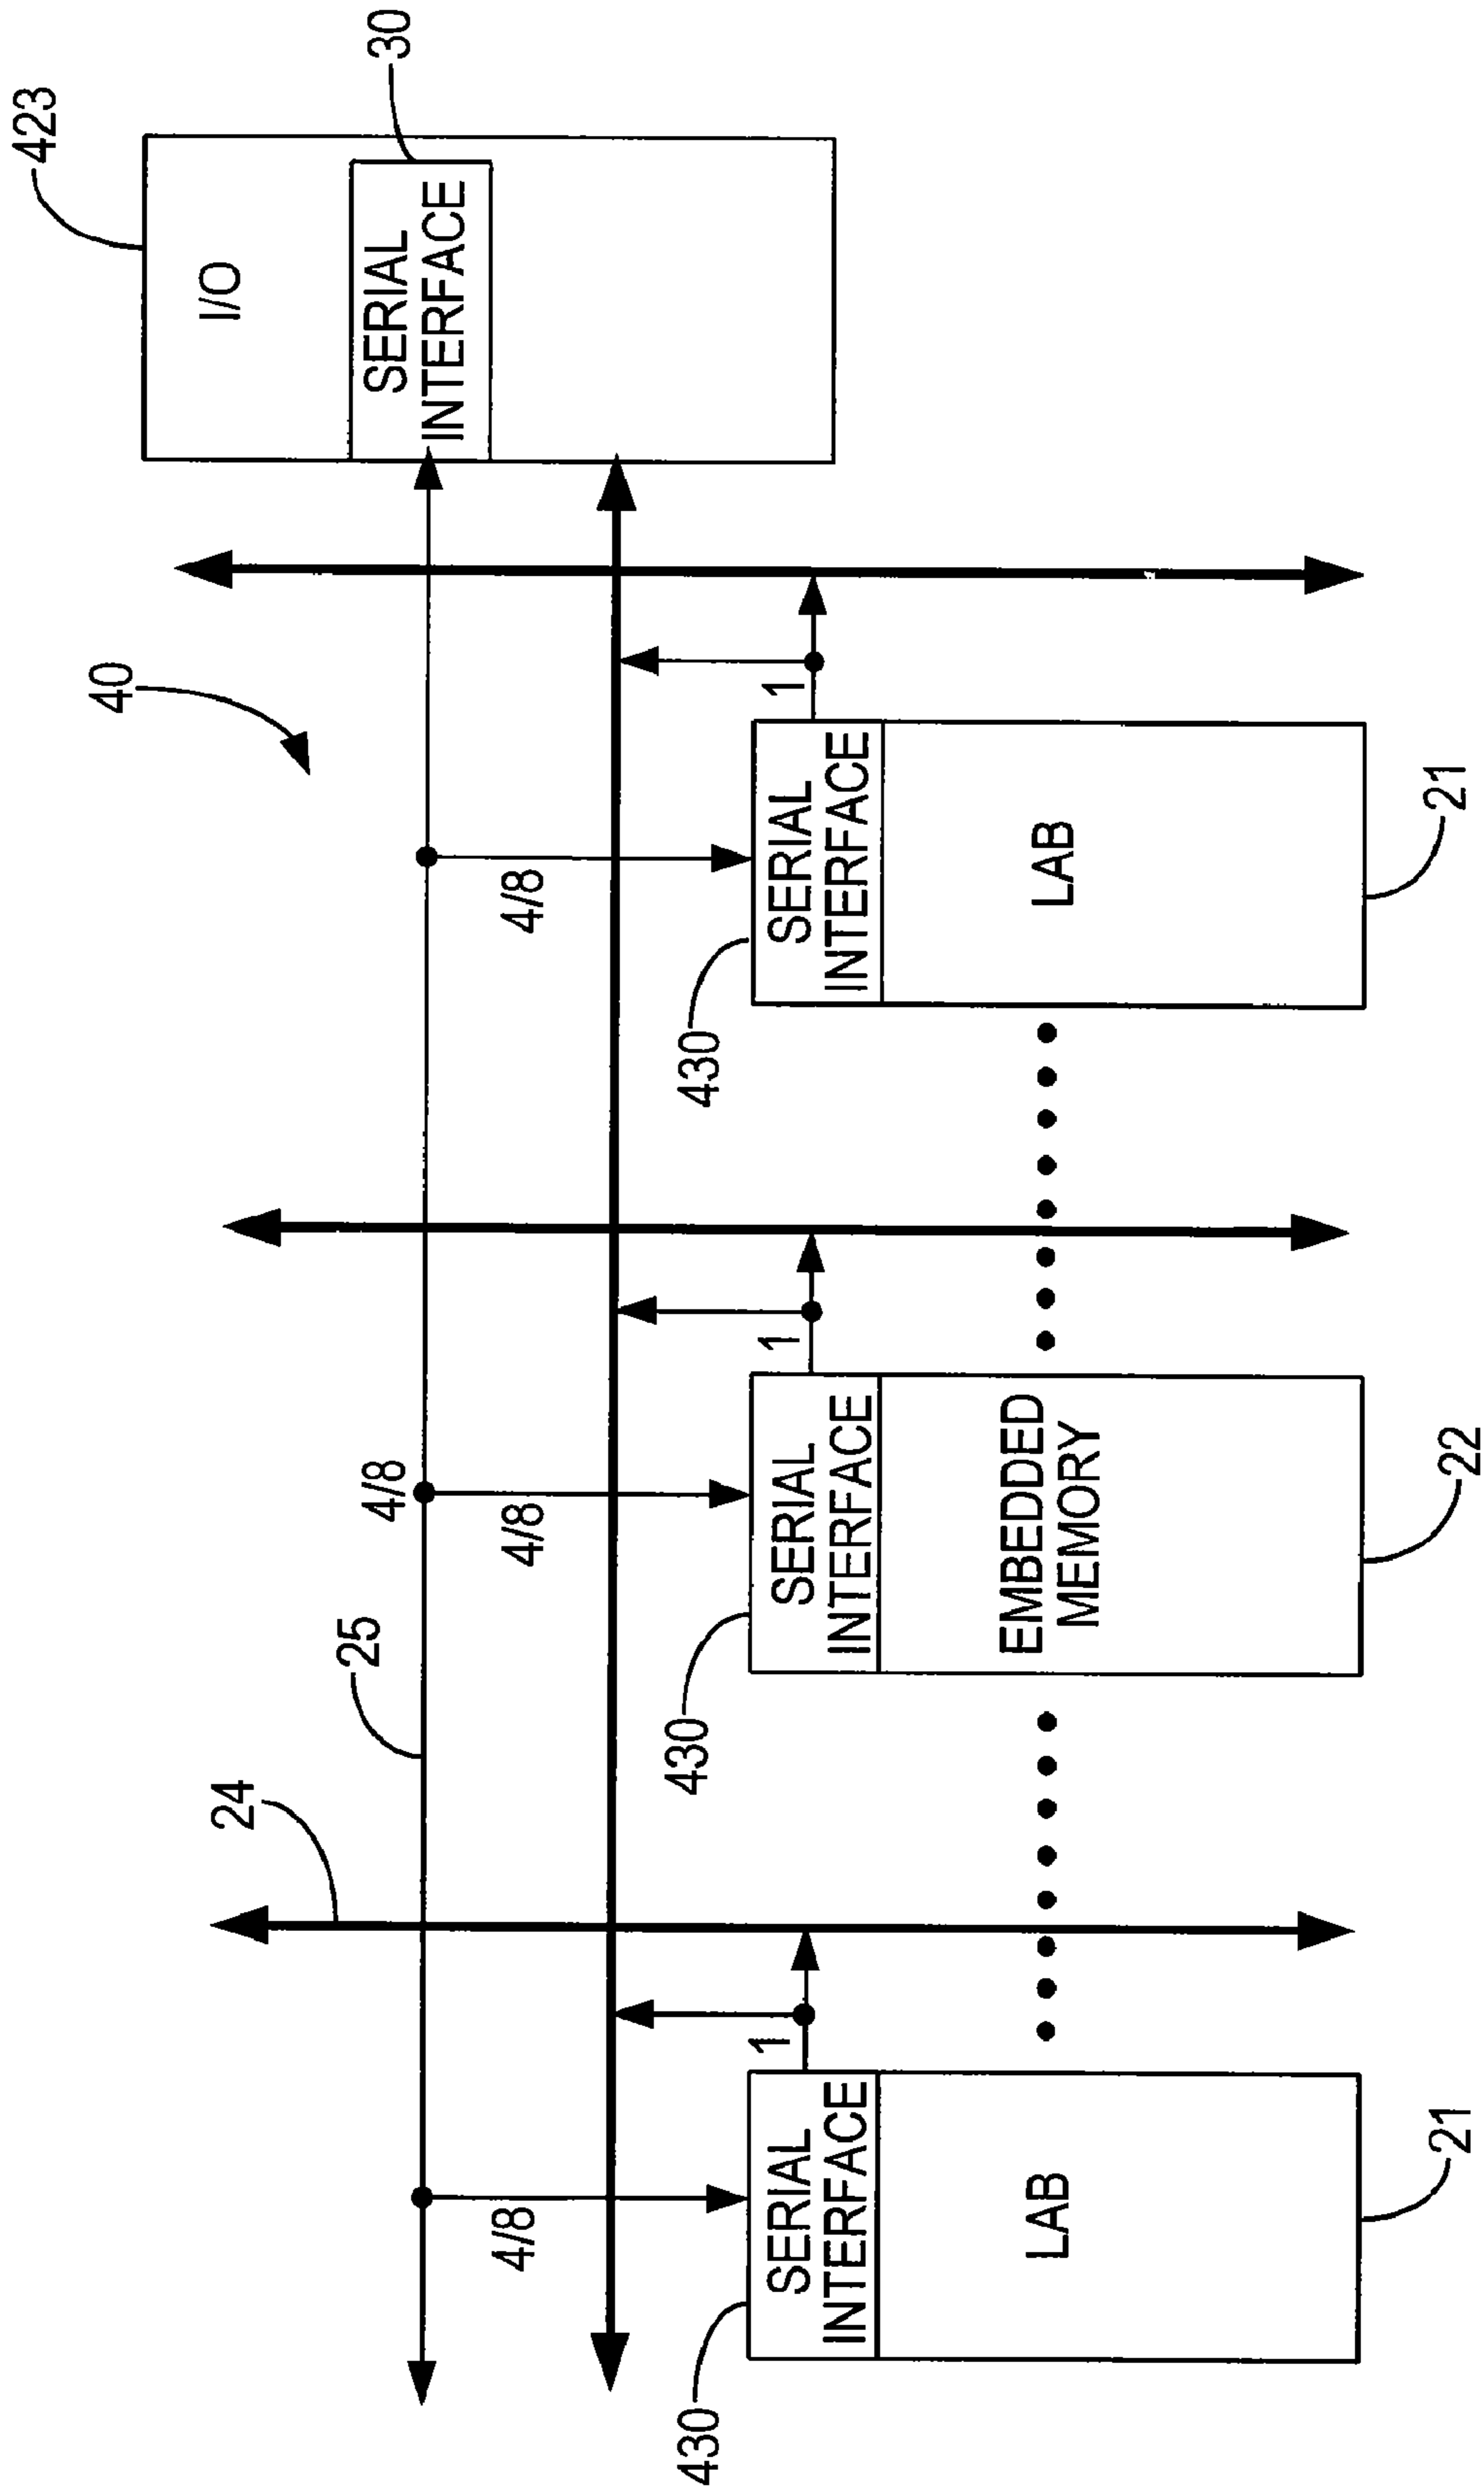 423
30
I/O
SERIAL
INTERFACE
40
24
25
4/8
4/8
4/8
4/8
430
430
430
1
1
1
SERIAL
INTERFACE
SERIAL
INTERFACE
SERIAL
INTERFACE
LAB
EMBEDDED
MEMORY
LAB
21
22
21